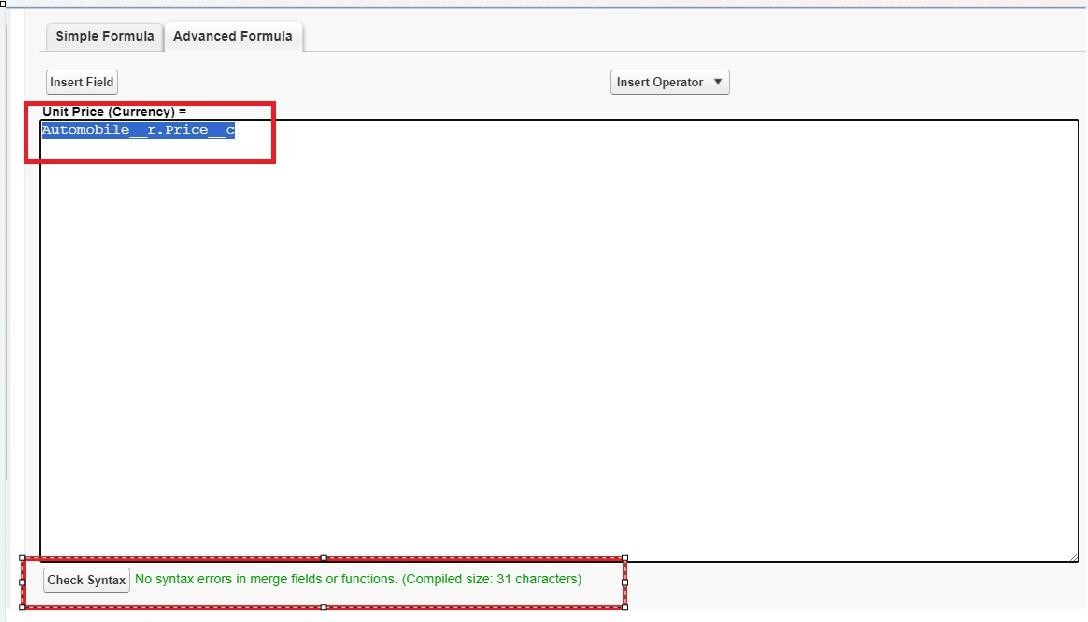 Simple Formula Advanced Formula
Insert Field Insert Operator
Unit Price (Currency) =
Automobile__r.Price__c
Check Syntax No syntax errors in merge fields or functions. (Compiled size: 31 characters)